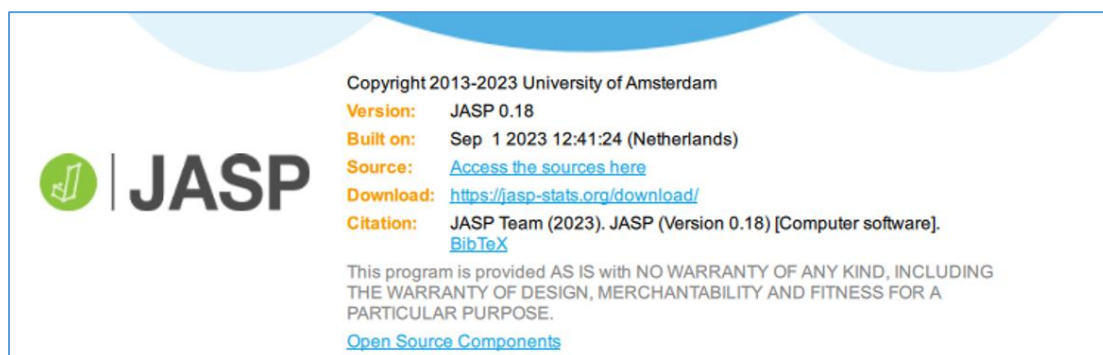 JASP
Copyright 2013-2023 University of Amsterdam
Version: JASP 0.18
Built on: Sep 1 2023 12:41:24 (Netherlands)
Source: Access the sources here
Download: https://jasp-stats.org/download/
Citation: JASP Team (2023). JASP (Version 0.18) [Computer software].
BibTeX
This program is provided AS IS with NO WARRANTY OF ANY KIND, INCLUDING
THE WARRANTY OF DESIGN, MERCHANTABILITY AND FITNESS FOR A
PARTICULAR PURPOSE.
Open Source Components